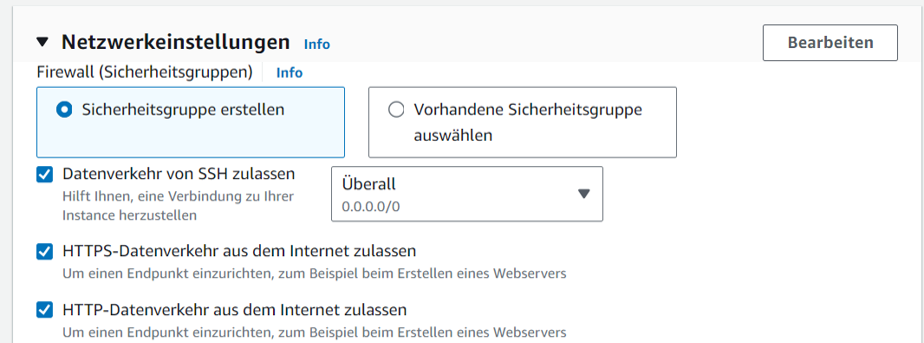 Netzwerkeinstellungen Info
Bearbeiten
Firewall (Sicherheitsgruppen) Info
Sicherheitsgruppe erstellen
Vorhandene Sicherheitsgruppe
auswählen
Datenverkehr von SSH zulassen
Hilft Ihnen, eine Verbindung zu Ihrer
Instance herzustellen
Überall
0.0.0.0/0
HTTPS-Datenverkehr aus dem Internet zulassen
Um einen Endpunkt einzurichten, zum Beispiel beim Erstellen eines Webservers
HTTP-Datenverkehr aus dem Internet zulassen
Um einen Endpunkt einzurichten, zum Beispiel beim Erstellen eines Webservers